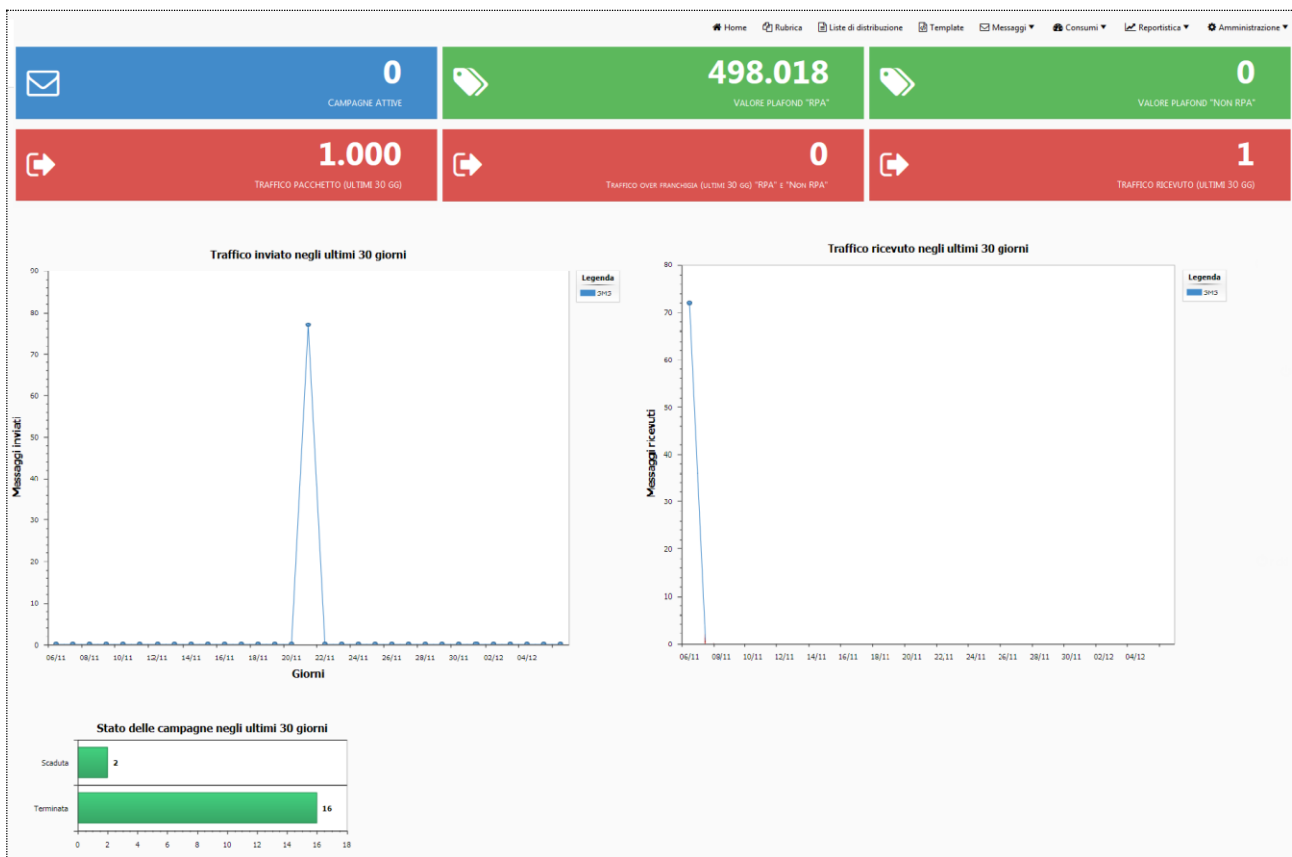 Home Rubrica Liste di distribuzione Template Messaggi ▼ Consumi ▼ Reportistica ▼ Amministrazione ▼
0
CAMPAGNE ATTIVE
498.018
VALORE PLAFOND "RPA"
0
VALORE PLAFOND "NON RPA"
1.000
TRAFFICO PACCHETTO (ULTIMI 30 GG)
0
TRAFFICO OVER FRANCHIGIA (ULTIMI 30 GG) "RPA" E "NON RPA"
1
TRAFFICO RICEVUTO (ULTIMI 30 GG)
Traffico inviato negli ultimi 30 giorni
Legenda
SMS
Messaggi inviati
90
80
70
60
50
40
30
20
10
0
06/11 08/11 10/11 12/11 14/11 16/11 18/11 20/11 22/11 24/11 26/11 28/11 30/11 02/12 04/12
Giorni
Traffico ricevuto negli ultimi 30 giorni
Legenda
SMS
Messaggi ricevuti
80
70
60
50
40
30
20
10
0
06/11 08/11 10/11 12/11 14/11 16/11 18/11 20/11 22/11 24/11 26/11 28/11 30/11 02/12 04/12
Stato delle campagne negli ultimi 30 giorni
Scaduta 2
Terminata 16
0 2 4 6 8 10 12 14 16 18